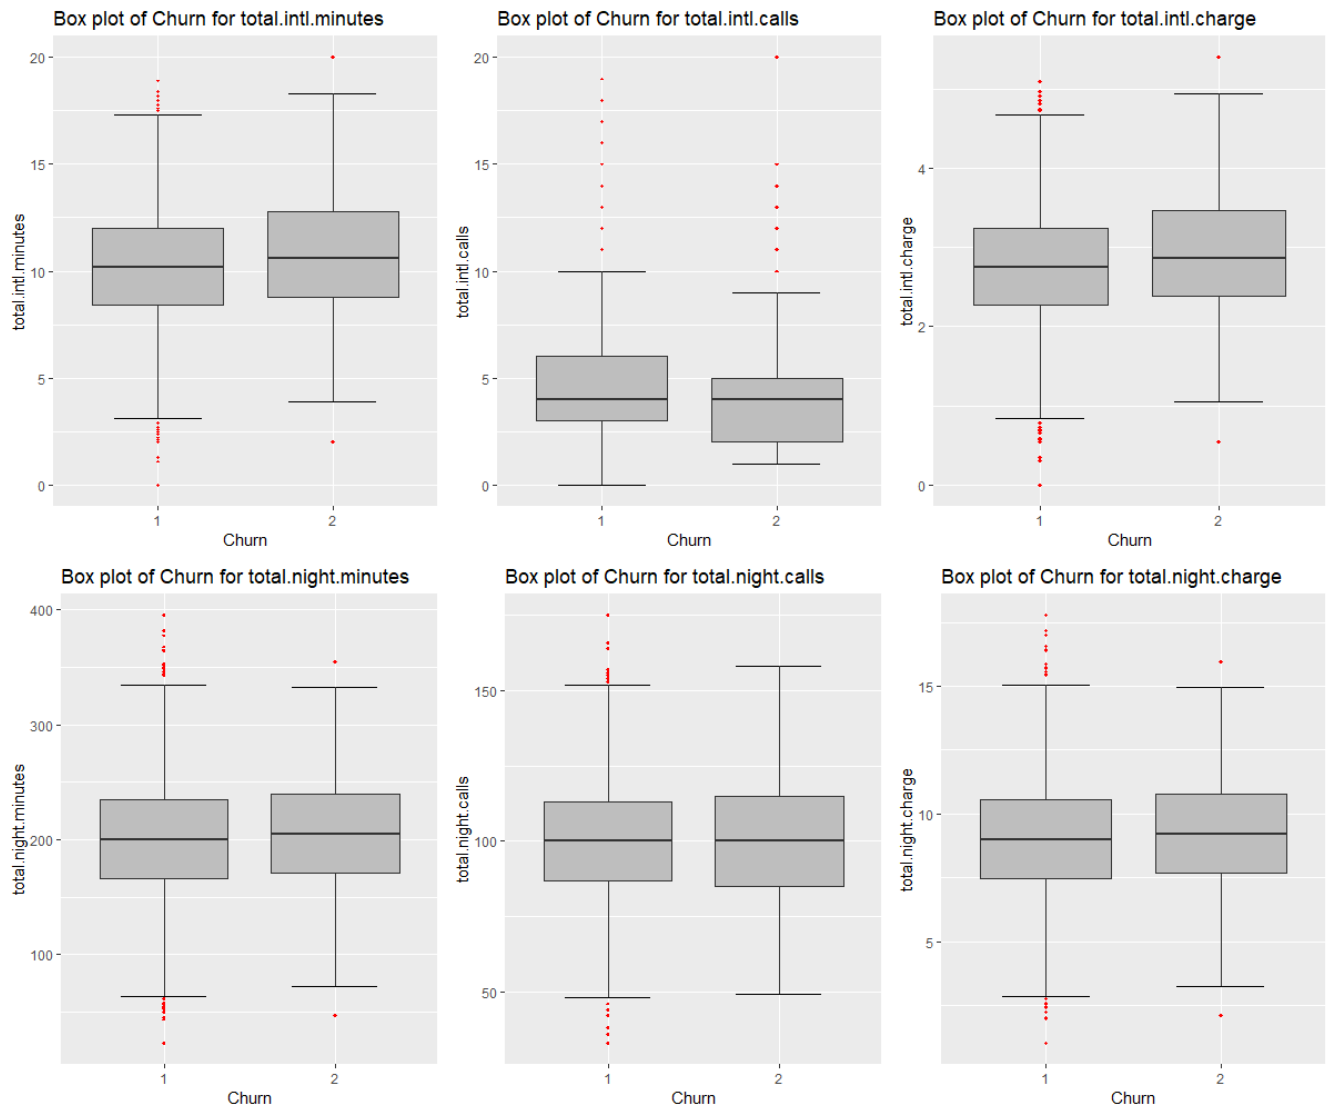 Box plot of Churn for total.intl.minutes
total.intl.minutes
20
15
10
5
0
1 2
Churn
Box plot of Churn for total.intl.calls
total.intl.calls
20
15
10
5
0
1 2
Churn
Box plot of Churn for total.intl.charge
total.intl.charge
4
2
0
1 2
Churn
Box plot of Churn for total.night.minutes
total.night.minutes
400
300
200
100
1 2
Churn
Box plot of Churn for total.night.calls
total.night.calls
150
100
50
1 2
Churn
Box plot of Churn for total.night.charge
total.night.charge
15
10
5
1 2
Churn